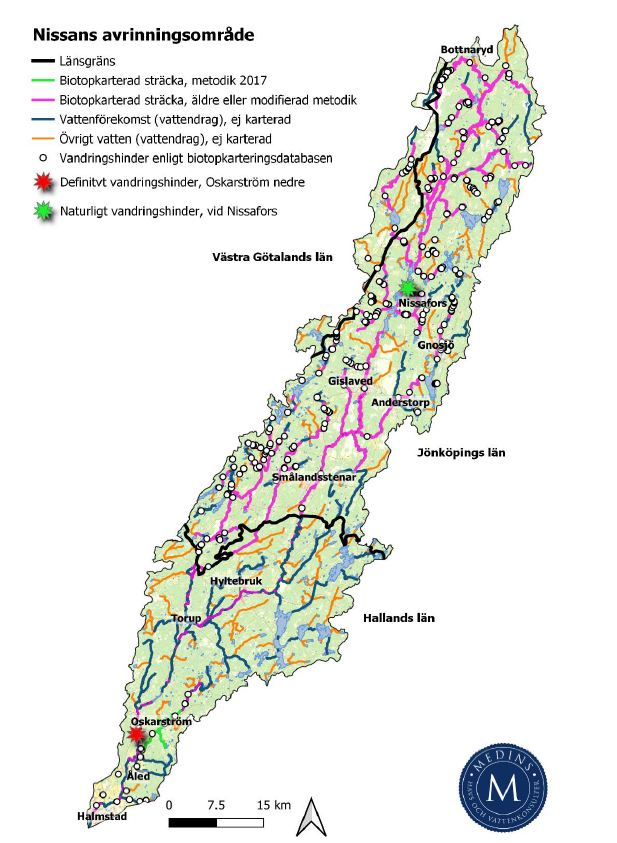 Nissans avrinningsområde
Länsgräns
Biotopkarterad sträcka, metodik 2017
Biotopkarterad sträcka, äldre eller modifierad metodik
Vattenförekomst (vattendrag), ej karterad
Övrigt vatten (vattendrag), ej karterad
Vandringshinder enligt biotopkarteringsdatabasen
Definitvt vandringshinder, Oskarström nedre
Naturligt vandringshinder, vid Nissafors
Bottnaryd
Västra Götalands län
Nissafors
Gnosjö
Gislaved
Anderstorp
Jönköpings län
Smålandsstenar
Hyltebruk
Torup
Hallands län
Oskarström
Åled
Halmstad
0 7.5 15 km
MEDINS
M
HAVS OCH VATTENKONSULTER